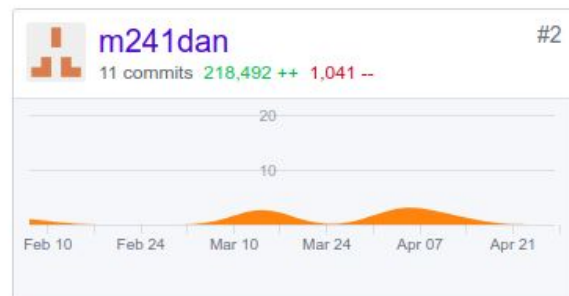 m241dan #2
11 commits 218,492 ++ 1,041 --
20
10
Feb 10 Feb 24 Mar 10 Mar 24 Apr 07 Apr 21